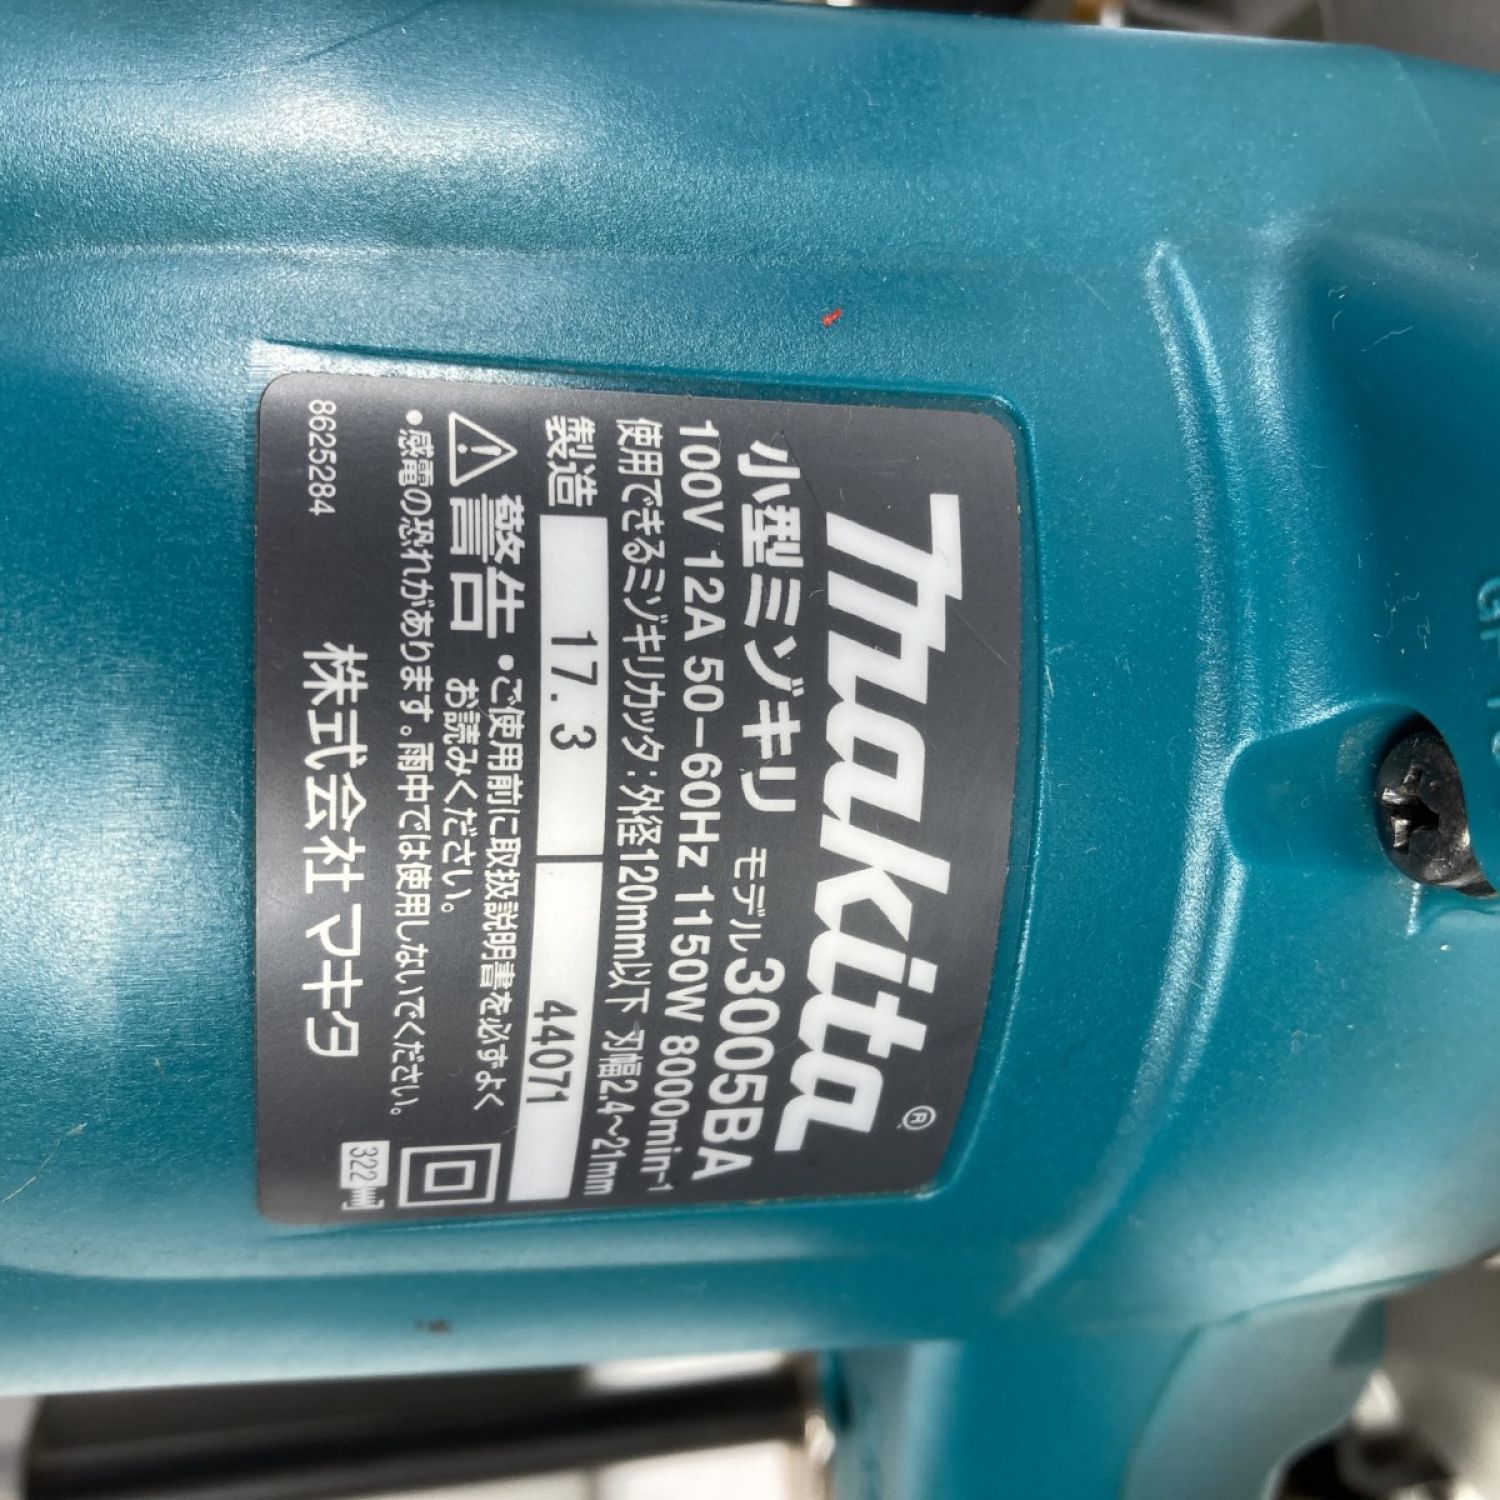 makita®
小型ミゾキリ モデル3005BA
100V 12A 50-60Hz 1150W 8000min-1
使用できるミゾキリカッタ：外径120mm以下 刃幅2.4～21mm
製造 17.3 44071
警告 ・ご使用前に取扱説明書を必ずよく
お読みください。
・感電の恐れがあります。雨中では使用しないでください。
株式会社 マキタ
8625284
322